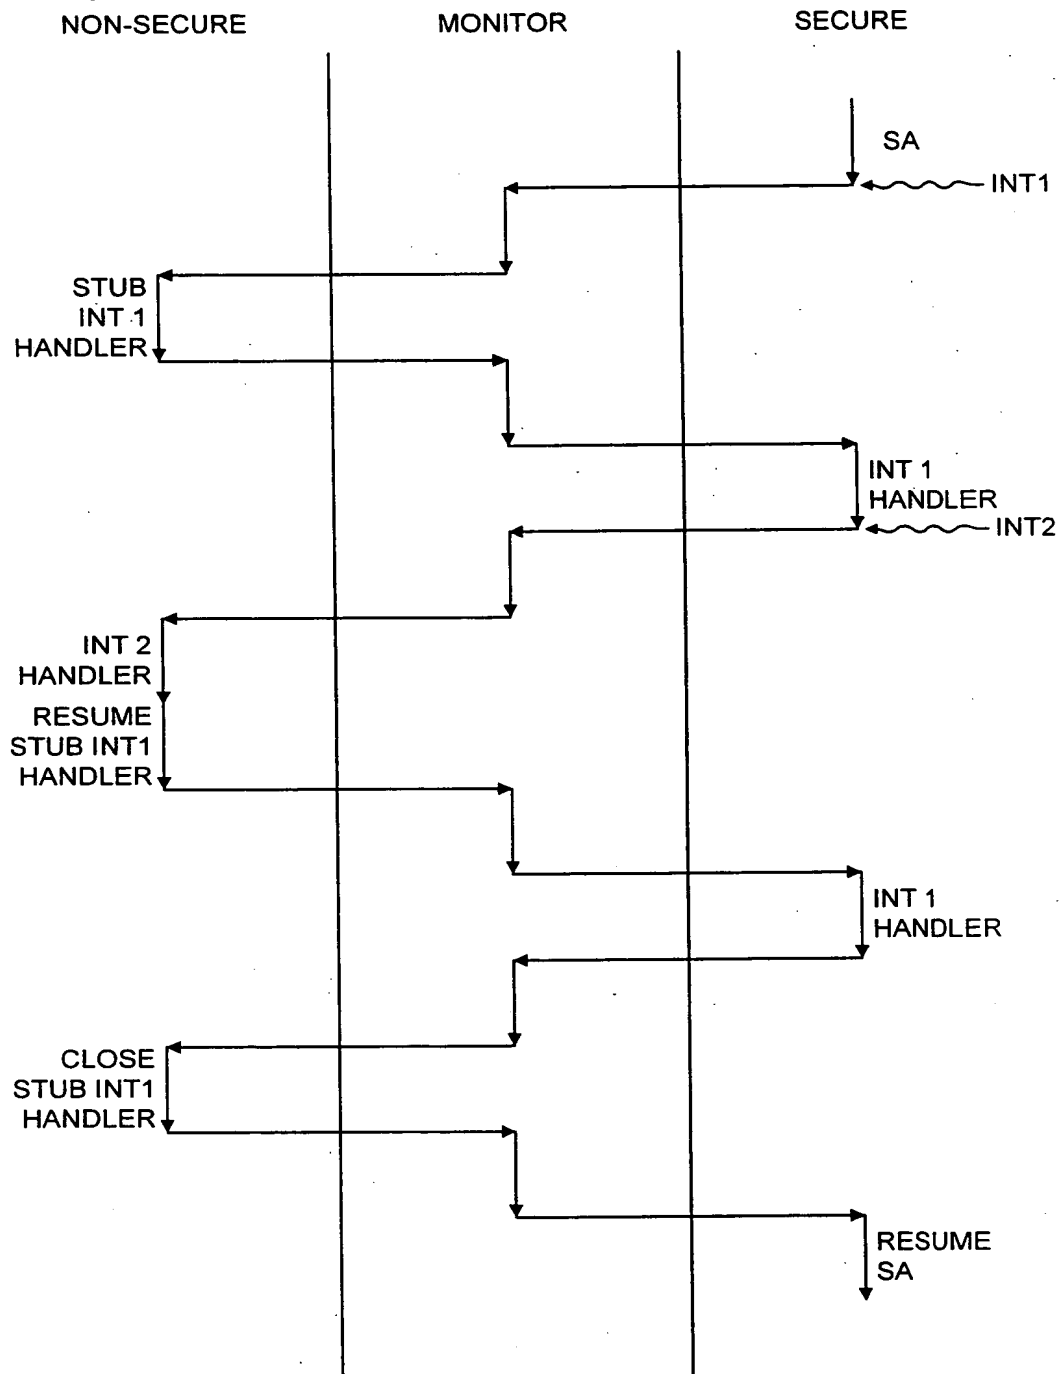 NON-SECURE
MONITOR
SECURE
SA
INT1
STUB
INT 1
HANDLER
INT 1
HANDLER
INT2
INT 2
HANDLER
RESUME
STUB INT1
HANDLER
INT 1
HANDLER
CLOSE
STUB INT1
HANDLER
RESUME
SA